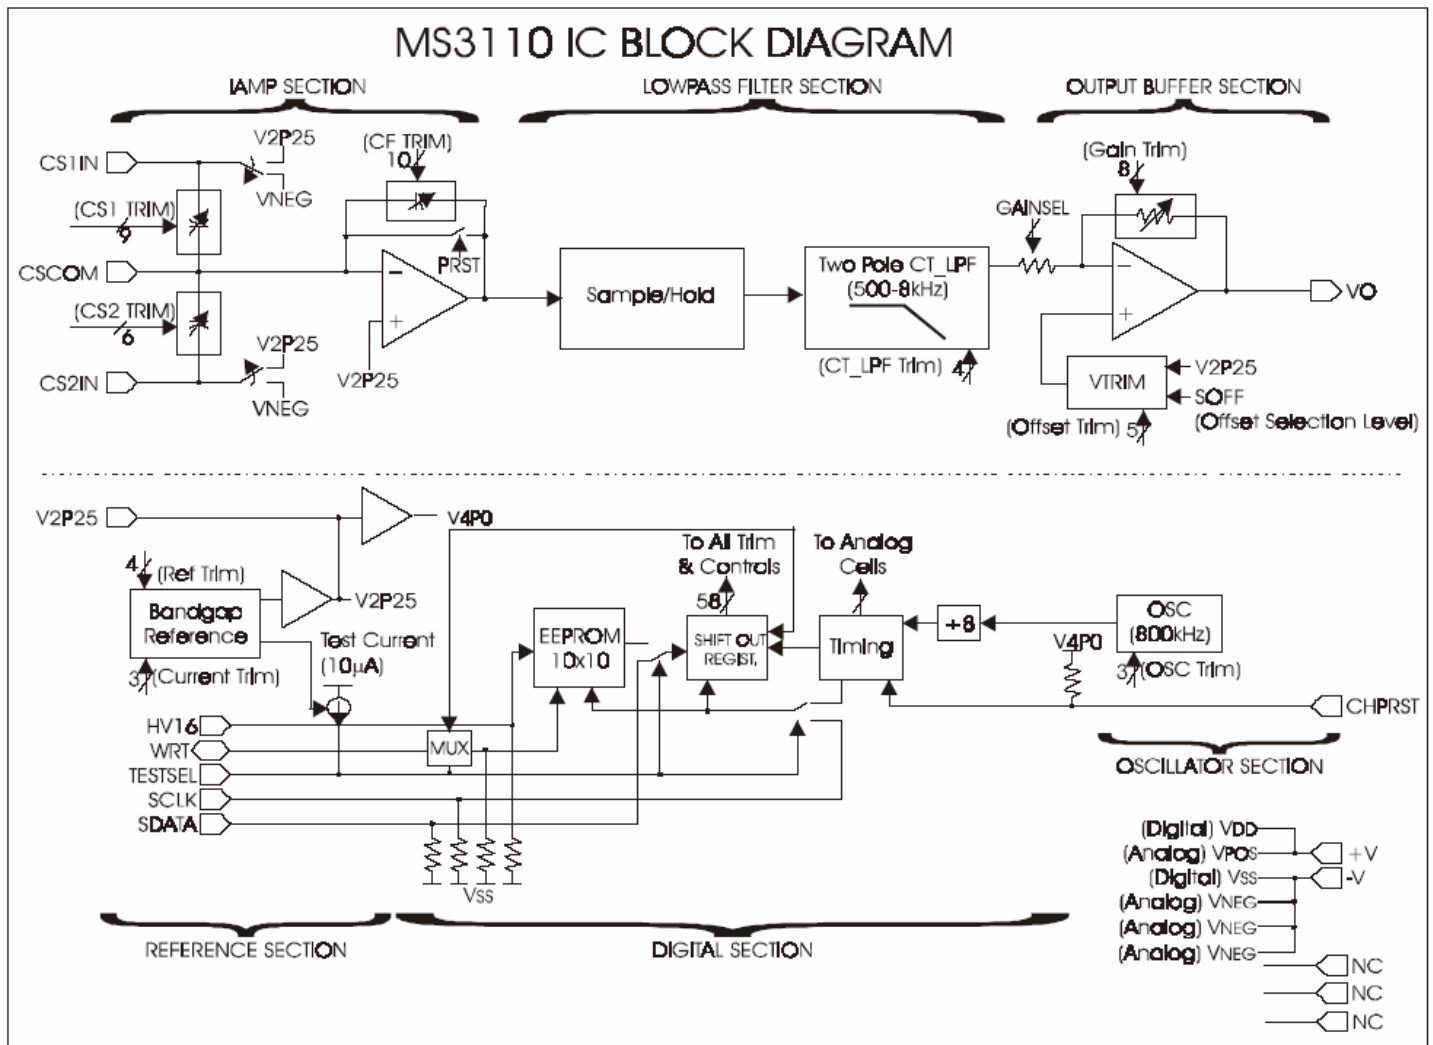 MS3110 IC BLOCK DIAGRAM
IAMP SECTION
LOWPASS FILTER SECTION
OUTPUT BUFFER SECTION
CS1IN
V2P25
VNEG
(CF TRIM)
10
(Gain Trim)
8
(CS1 TRIM)
9
GAINSEL
CSCOM
PRST
Sample/Hold
Two Pole CT_LPF
(500-8kHz)
VO
(CS2 TRIM)
6
V2P25
V2P25
(CT_LPF Trim)
4
VTRIM
V2P25
SOFF
(Offset Selection Level)
(Offset Trim)
5
CS2IN
VNEG
V2P25
V4P0
4
(Ref Trim)
Bandgap
Reference
V2P25
3
(Current Trim)
Test Current
(10µA)
EEPROM
10x10
To All Trim
& Controls
58
SHIFT OUT
REGIST.
To Analog
Cells
Timing
+8
OSC
(800kHz)
V4P0
3
(OSC Trim)
CHPRST
HV16
WRT
MUX
TESTSEL
SCLK
SDATA
VSS
OSCILLATOR SECTION
(Digital) VDD
(Analog) VPOS
+V
(Digital) VSS
-V
(Analog) VNEG
(Analog) VNEG
(Analog) VNEG
NC
NC
NC
REFERENCE SECTION
DIGITAL SECTION